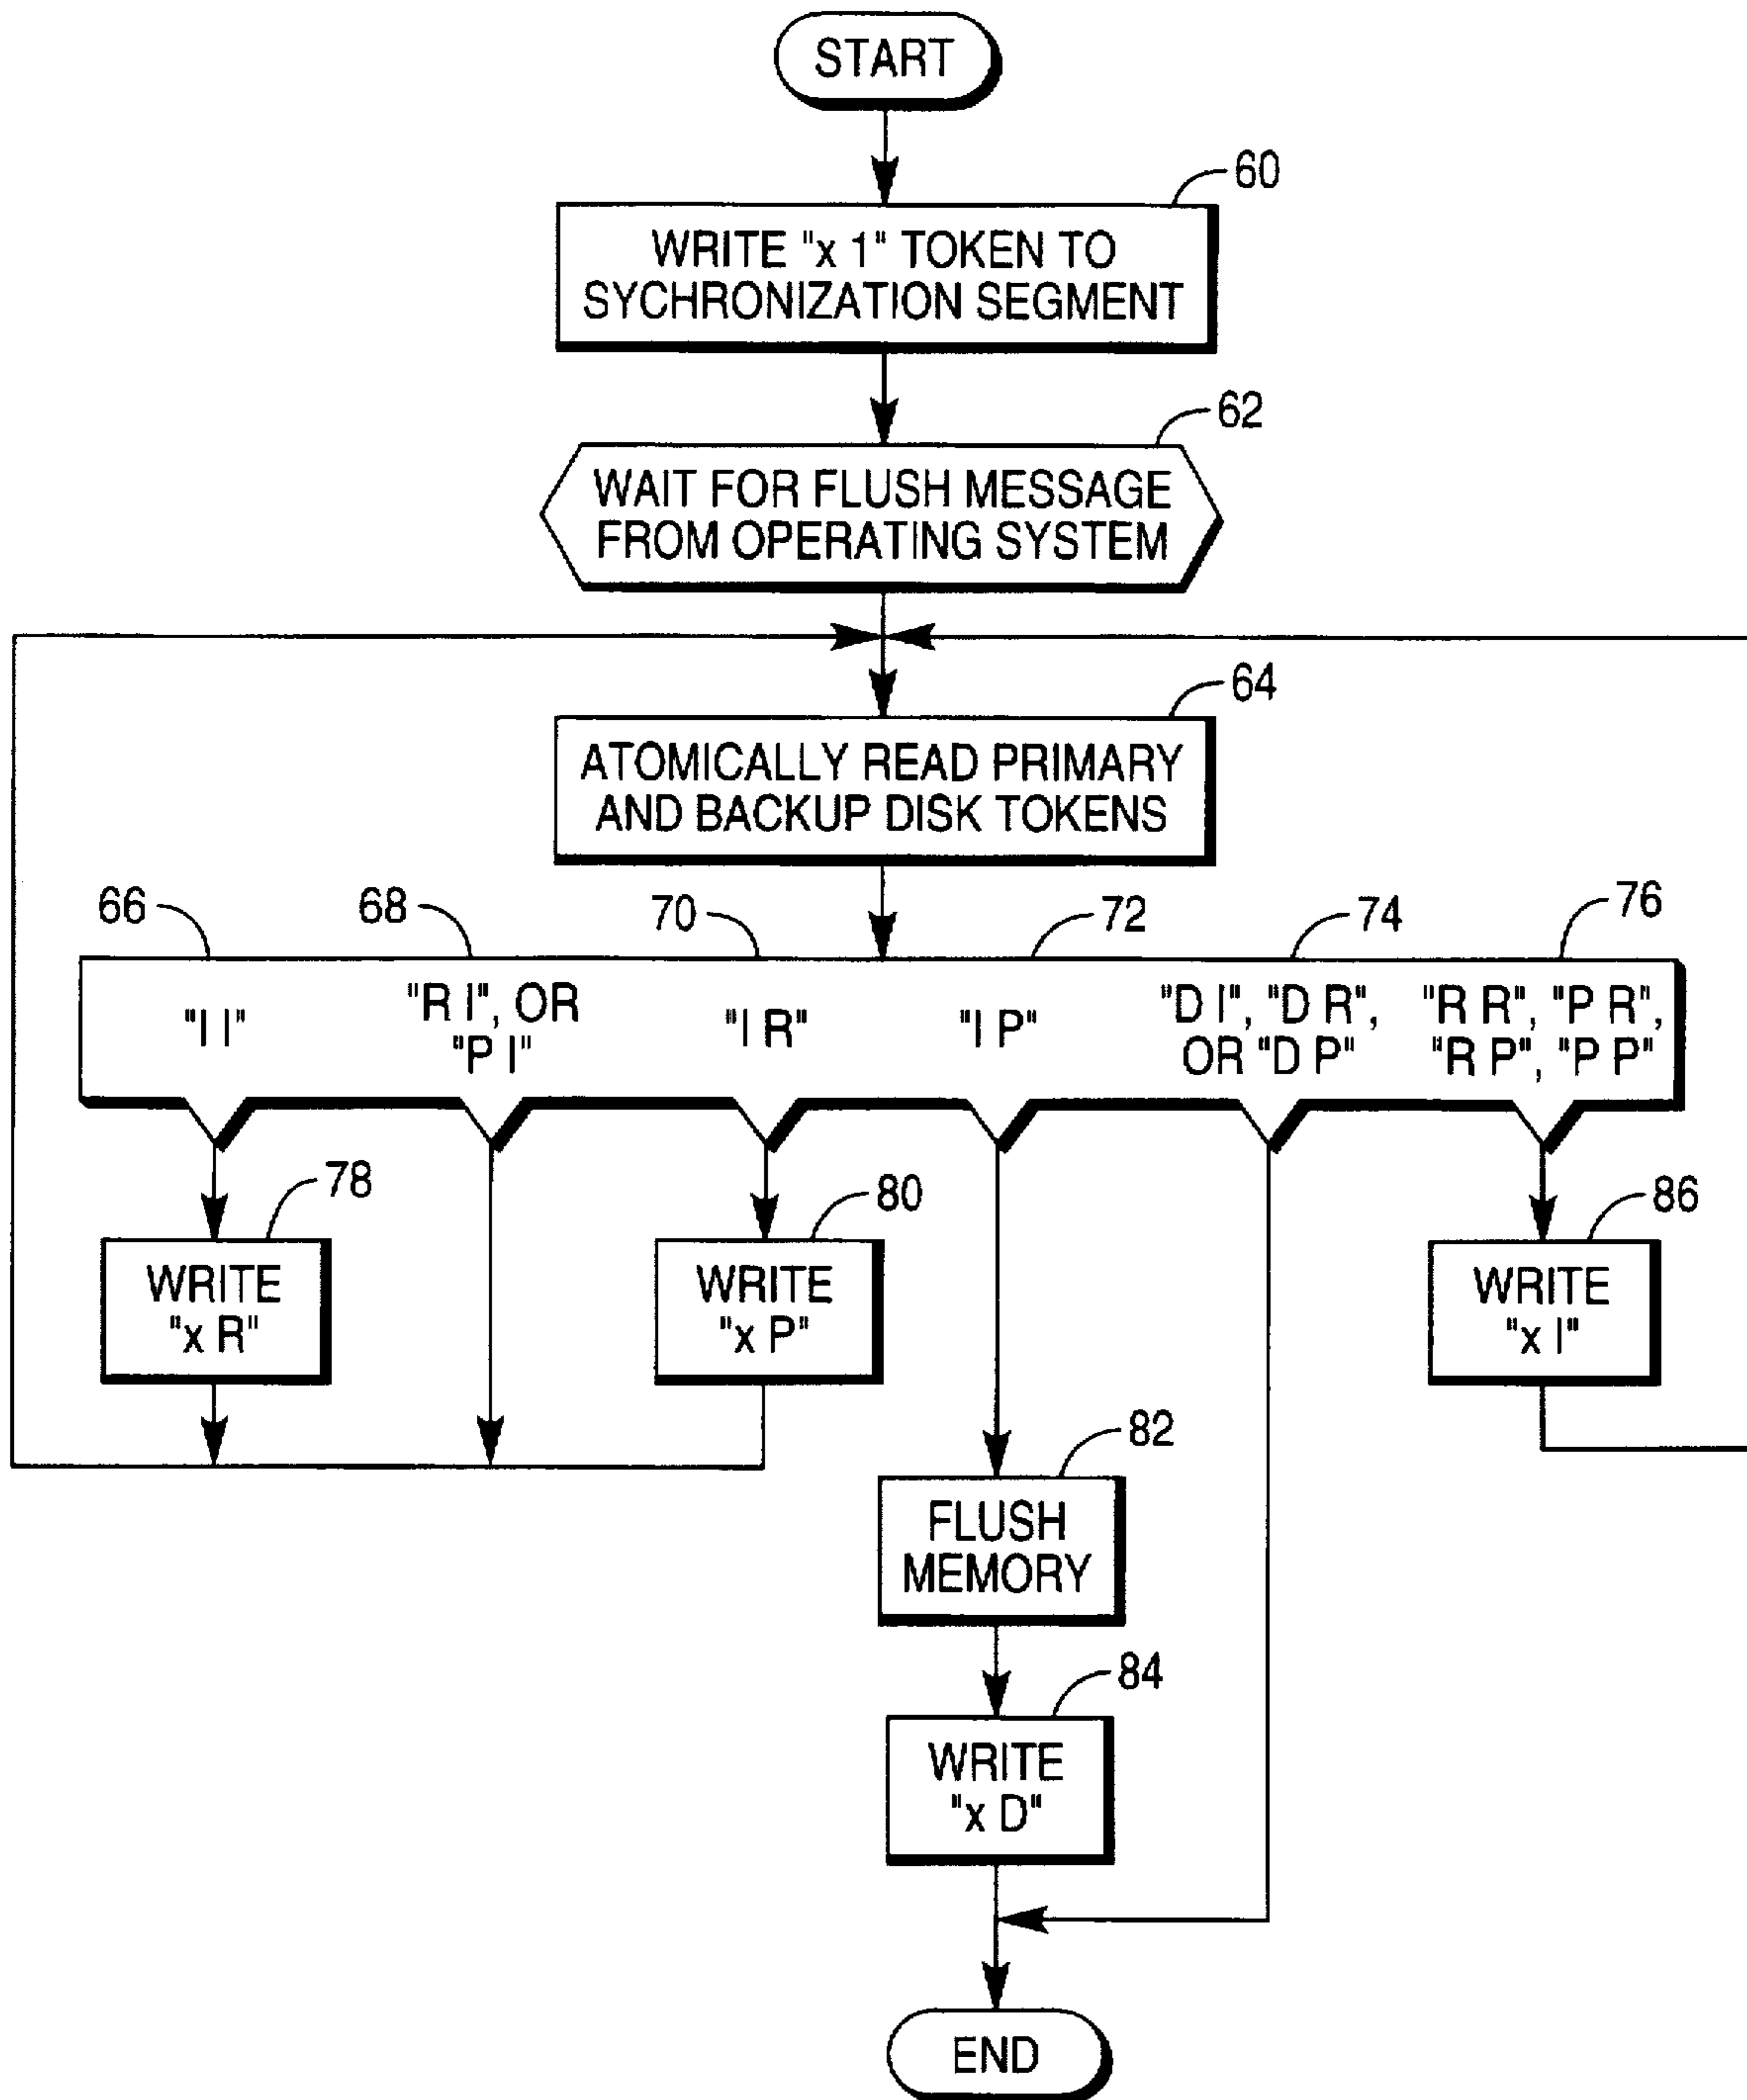 START
60
WRITE "x 1" TOKEN TO
SYCHRONIZATION SEGMENT
62
WAIT FOR FLUSH MESSAGE
FROM OPERATING SYSTEM
64
ATOMICALLY READ PRIMARY
AND BACKUP DISK TOKENS
66
68
70
72
74
76
"I I"
"R I", OR
"P I"
"I R"
"I P"
"D I", "D R",
OR "D P"
"R R", "P R",
"R P", "P P"
78
WRITE
"x R"
80
WRITE
"x P"
86
WRITE
"x I"
82
FLUSH
MEMORY
84
WRITE
"x D"
END